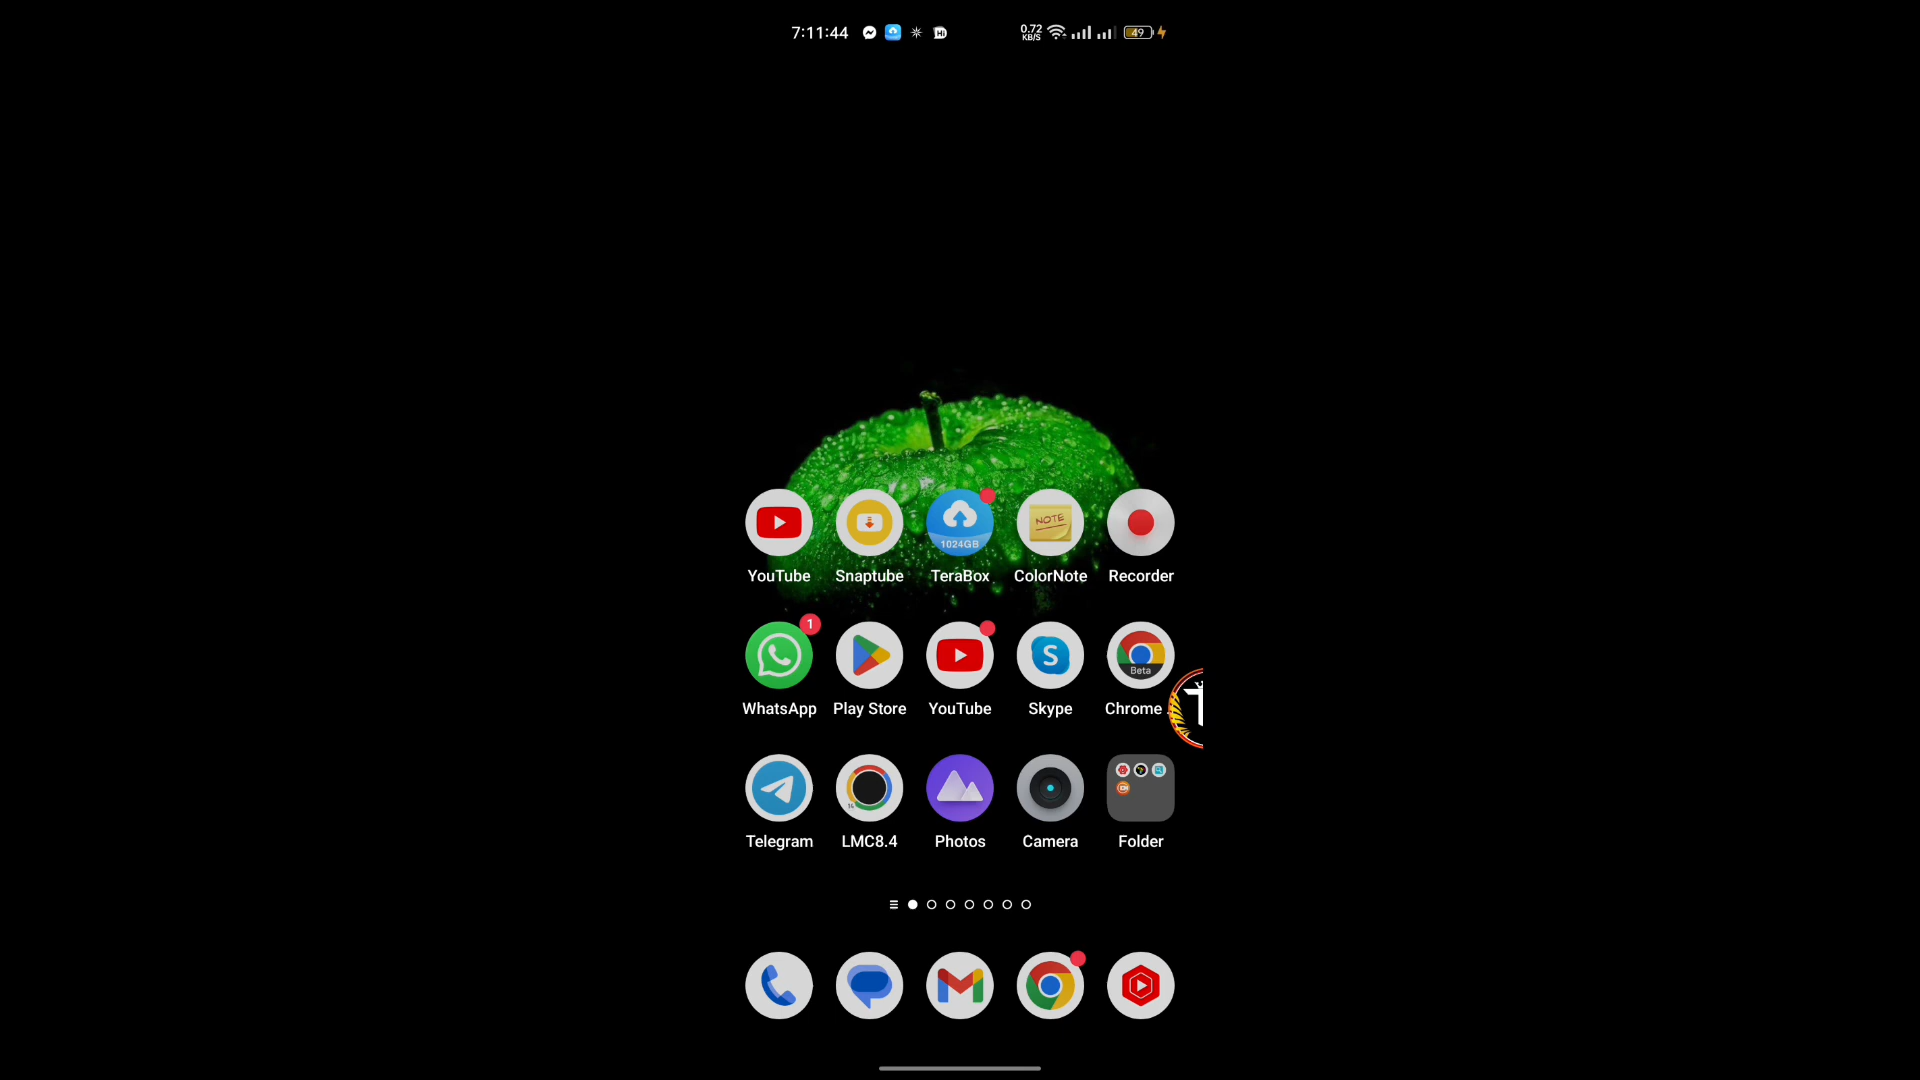 7:11:44
0.72
KB/S
49
NOTE
1024GB
YouTube Snaptube TeraBox ColorNote Recorder
1
S
Beta
WhatsApp Play Store YouTube Skype Chrome
Telegram LMC8.4 Photos Camera Folder